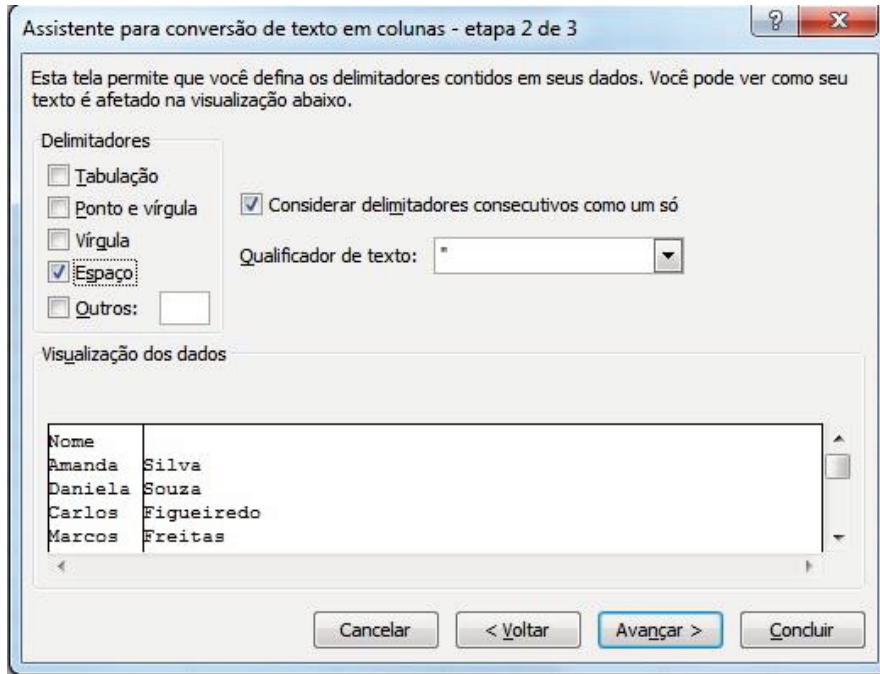 Assistente para conversão de texto em colunas - etapa 2 de 3
Esta tela permite que você defina os delimitadores contidos em seus dados. Você pode ver como seu
texto é afetado na visualização abaixo.
Delimitadores
Tabulação
Ponto e vírgula
Vírgula
Espaço
Outros:
Considerar delimitadores consecutivos como um só
Qualificador de texto: "
Visualização dos dados
Nome
Amanda Silva
Daniela Souza
Carlos Figueiredo
Marcos Freitas
Cancelar
< Voltar
Avançar >
Concluir